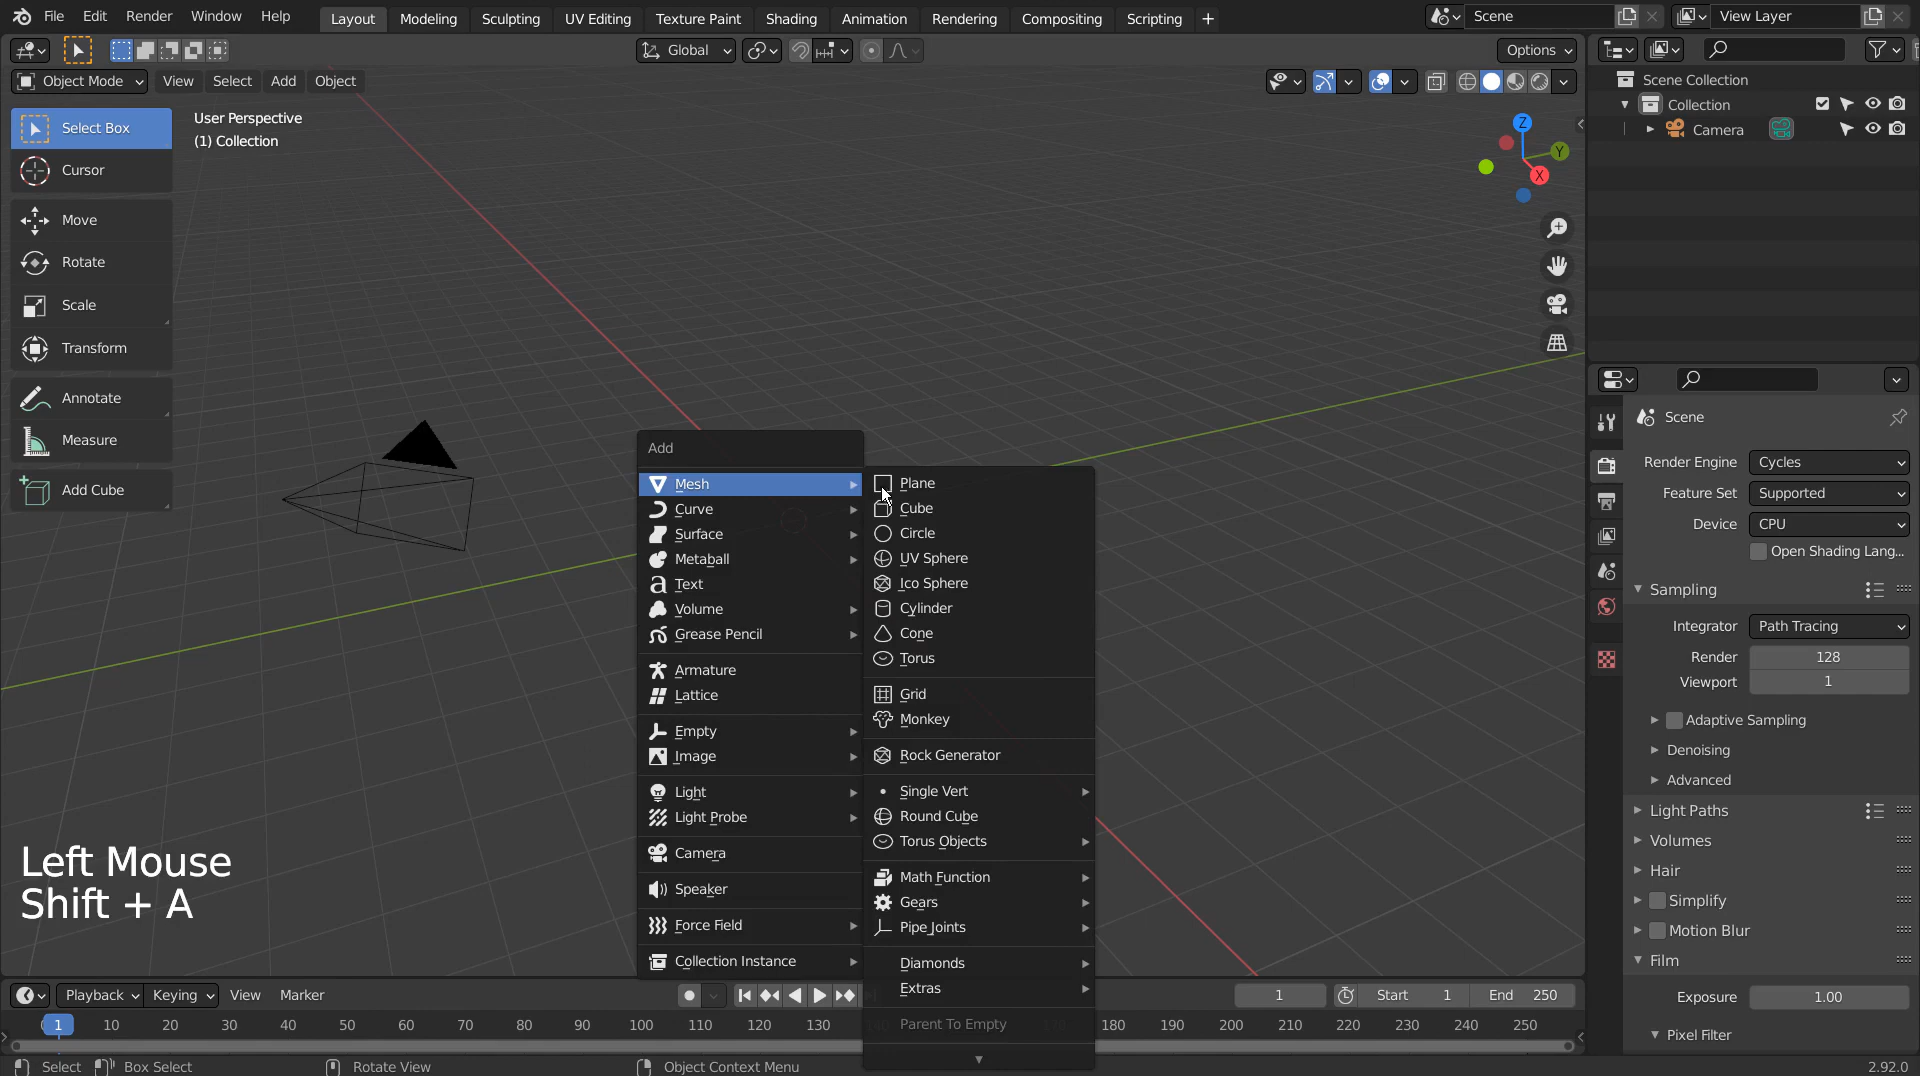 File Edit Render Window Help Layout Modeling Sculpting UV Editing Texture Paint Shading Animation Rendering Compositing Scripting + Scene View Layer
Global Options
Object Mode View Select Add Object
Select Box
Cursor
Move
Rotate
Scale
Transform
Annotate
Measure
Add Cube
User Perspective
(1) Collection
Z
Y
X
Add
Mesh
Curve
Surface
Metaball
Text
Volume
Grease Pencil
Armature
Lattice
Empty
Image
Light
Light Probe
Camera
Speaker
Force Field
Collection Instance
Plane
Cube
Circle
UV Sphere
Ico Sphere
Cylinder
Cone
Torus
Grid
Monkey
Rock Generator
Single Vert
Round Cube
Torus Objects
Math Function
Gears
Pipe Joints
Diamonds
Extras
Parent To Empty
Left Mouse
Shift + A
Scene Collection
Collection
Camera
Scene
Render Engine Cycles
Feature Set Supported
Device CPU
Open Shading Lang...
Sampling
Integrator Path Tracing
Render 128
Viewport 1
Adaptive Sampling
Denoising
Advanced
Light Paths
Volumes
Hair
Simplify
Motion Blur
Film
Exposure 1.00
Pixel Filter
Playback Keying View Marker 1 Start 1 End 250
1 10 20 30 40 50 60 70 80 90 100 110 120 130 180 190 200 210 220 230 240 250
Select Box Select Rotate View Object Context Menu 2.92.0